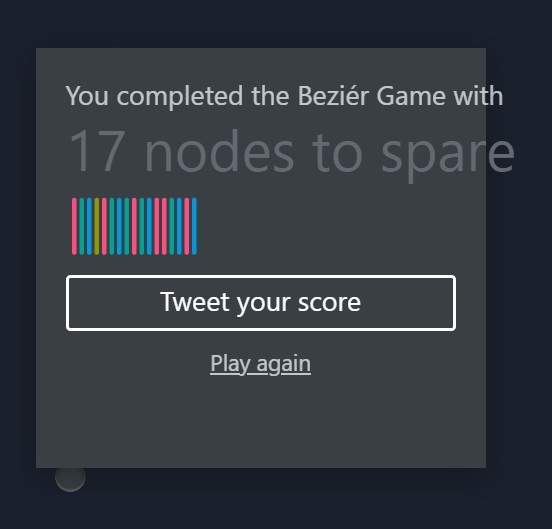 You completed the Beziér Game with
17 nodes to spare
Tweet your score
Play again